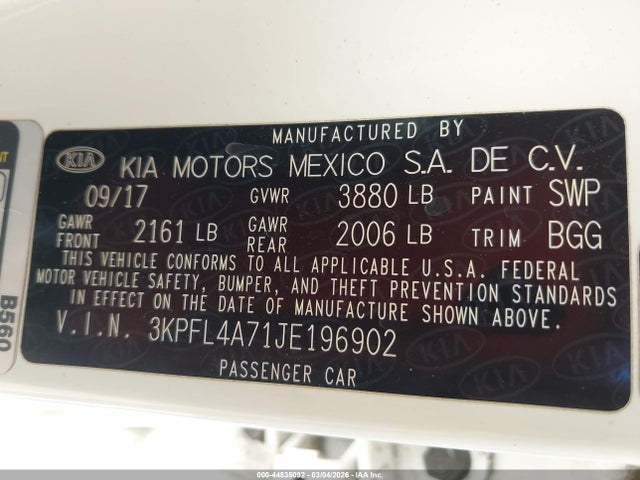 MANUFACTURED BY
KIA KIA MOTORS MEXICO S.A. DE C.V.
09/17 GVWR 3880 LB PAINT SWP
GAWR FRONT 2161 LB GAWR REAR 2006 LB TRIM BGG
THIS VEHICLE CONFORMS TO ALL APPLICABLE U.S.A. FEDERAL
MOTOR VEHICLE SAFETY, BUMPER, AND THEFT PREVENTION STANDARDS
IN EFFECT ON THE DATE OF MANUFACTURE SHOWN ABOVE.
V.I.N. 3KPFL4A71JE196902
PASSENGER CAR
B560
000-44535092 - 03/04/2026 - IAA Inc.